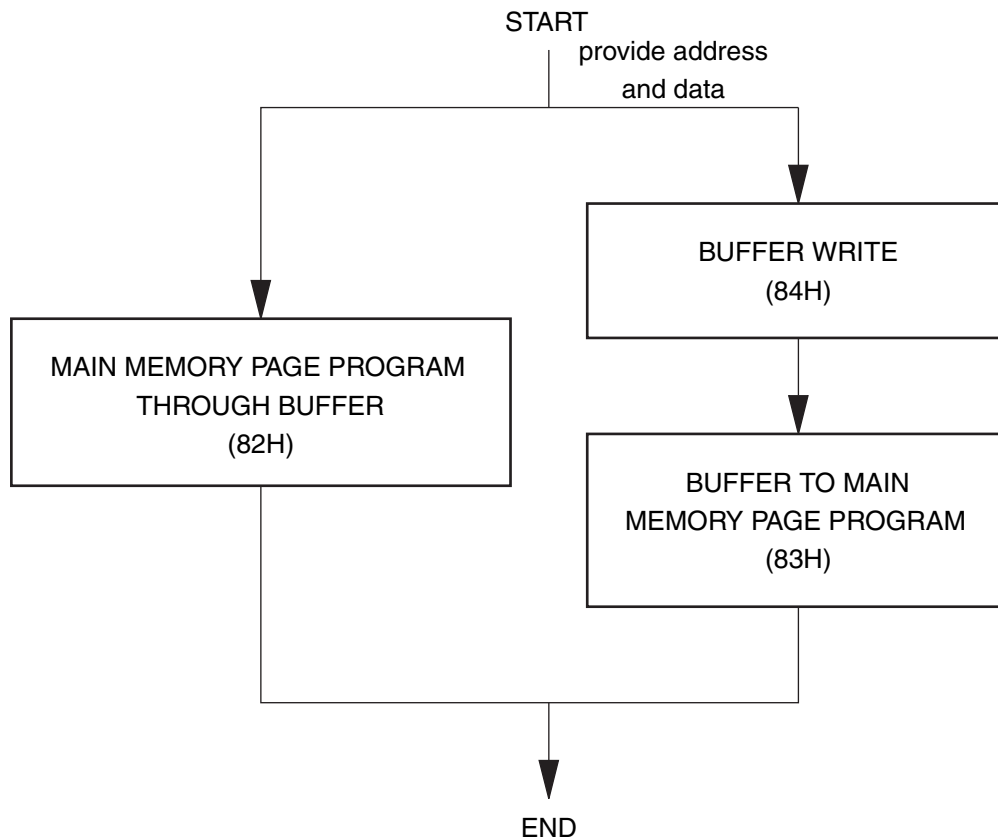 START
provide address
and data
BUFFER WRITE
(84H)
MAIN MEMORY PAGE PROGRAM
THROUGH BUFFER
(82H)
BUFFER TO MAIN
MEMORY PAGE PROGRAM
(83H)
END